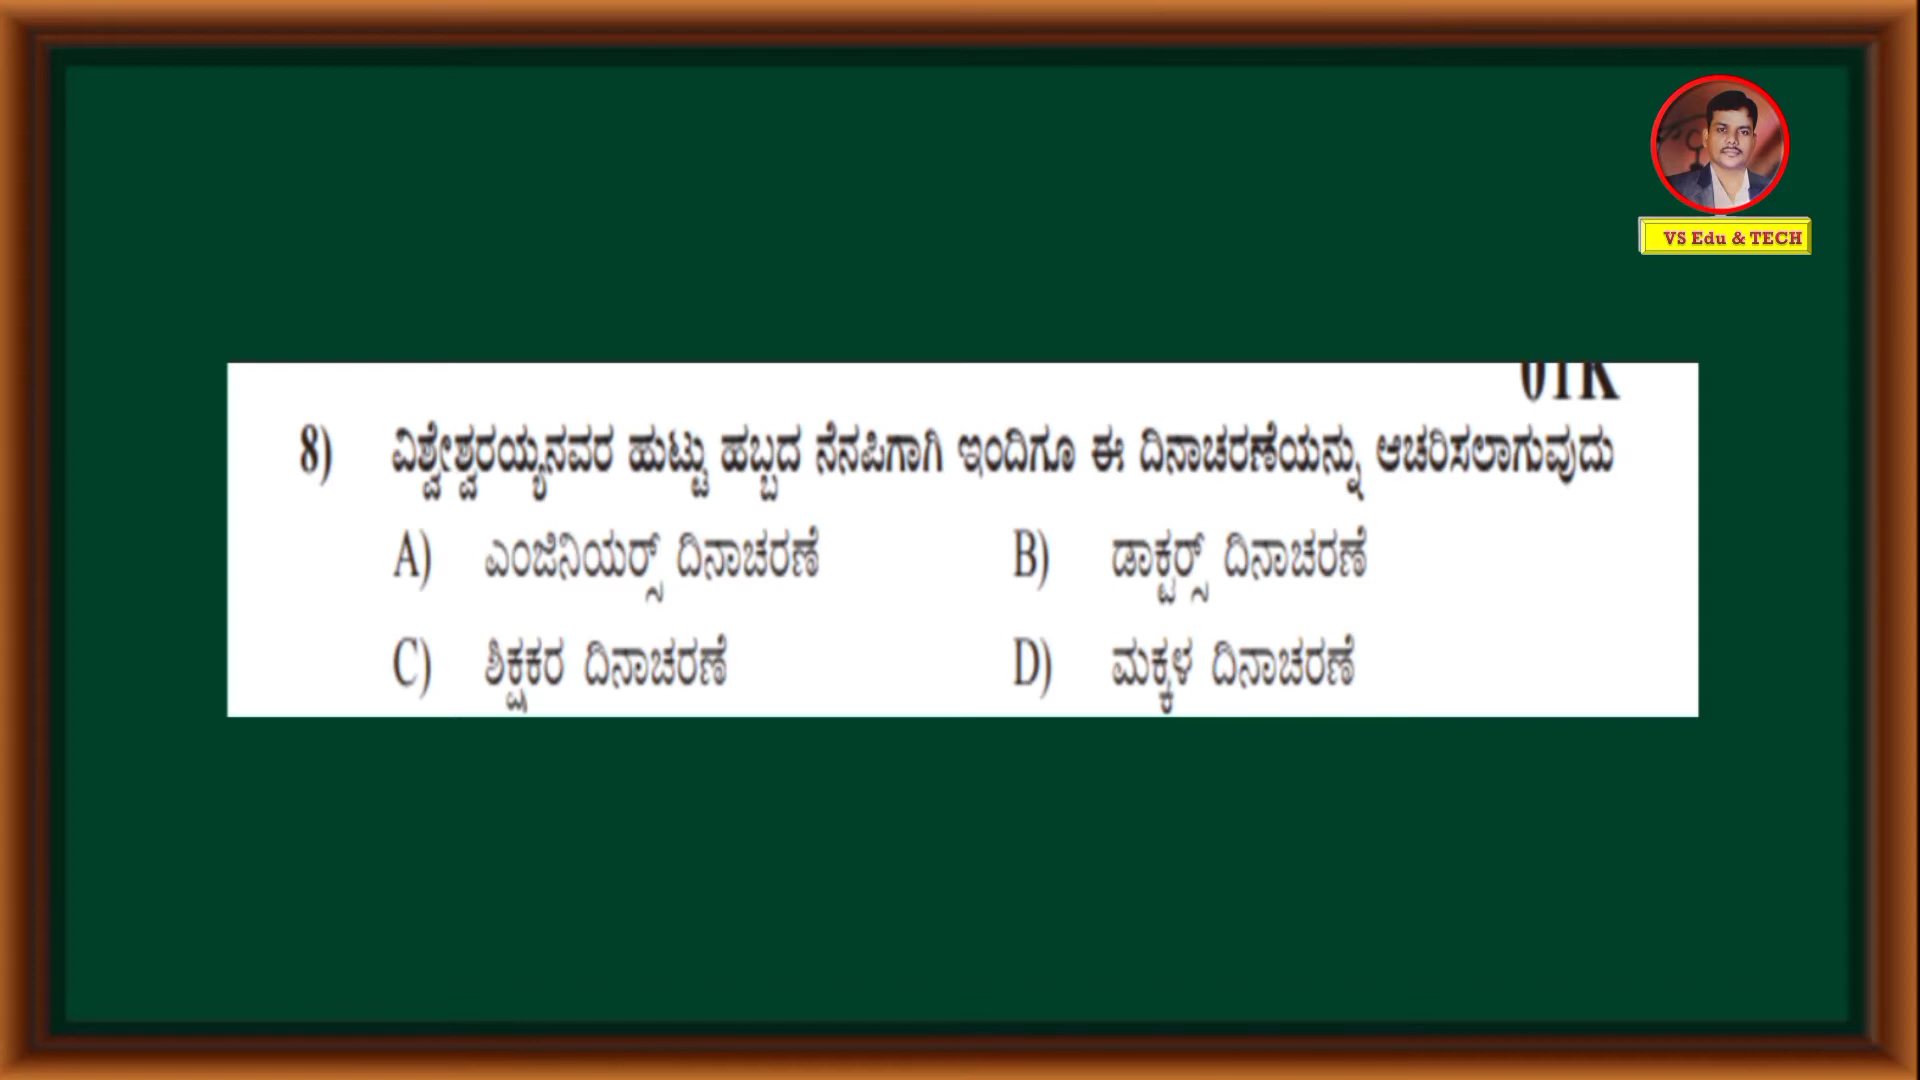 VS Edu & TECH
01K
8) ವಿಶ್ವೇಶ್ವರಯ್ಯನವರ ಹುಟ್ಟು ಹಬ್ಬದ ನೆನಪಿಗಾಗಿ ಇಂದಿಗೂ ಈ ದಿನಾಚರಣೆಯನ್ನು ಆಚರಿಸಲಾಗುವುದು
A) ಎಂಜಿನಿಯರ‍್ಸ್ ದಿನಾಚರಣೆ B) ಡಾಕ್ಟರ‍್ಸ್ ದಿನಾಚರಣೆ
C) ಶಿಕ್ಷಕರ ದಿನಾಚರಣೆ D) ಮಕ್ಕಳ ದಿನಾಚರಣೆ